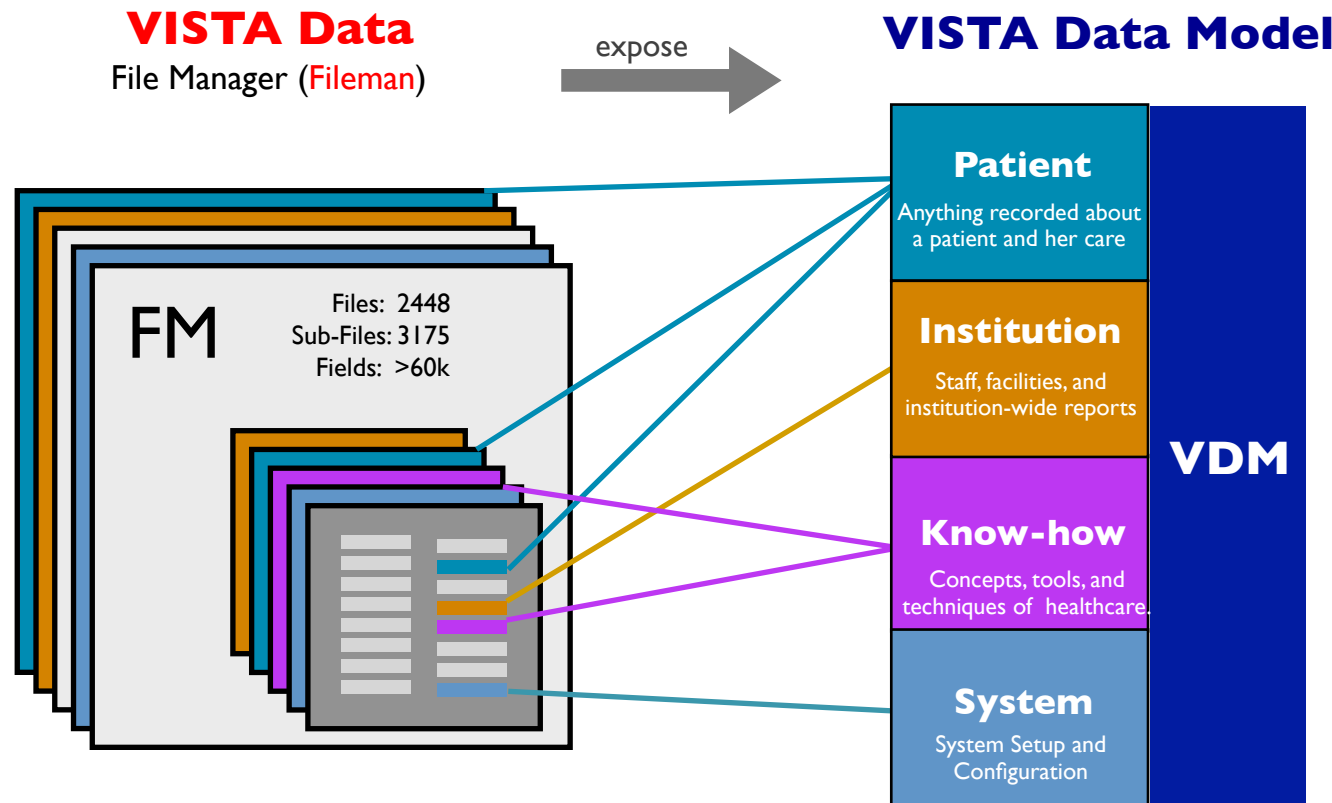 VISTA Data
File Manager (Fileman)
expose
VISTA Data Model
FM
Files: 2448
Sub-Files: 3175
Fields: >60k
Patient
Anything recorded about
a patient and her care
Institution
Staff, facilities, and
institution-wide reports
Know-how
Concepts, tools, and
techniques of healthcare.
System
System Setup and
Configuration
VDM